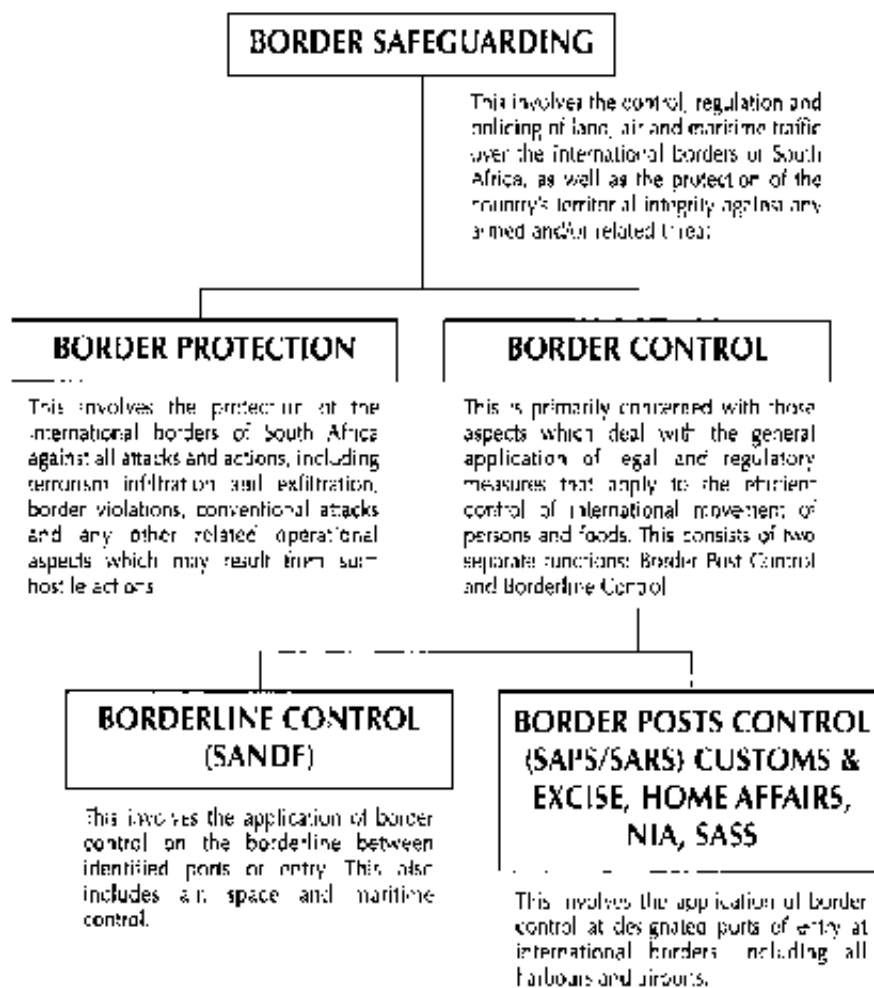 BORDER SAFEGUARDING
This involves the control, regulation and
policing of land, air and maritime traffic
over the international borders of South
Africa, as well as the protection of the
country's territorial integrity against any
armed and/or related threat
BORDER PROTECTION
This involves the protection of the
international borders of South Africa
against all attacks and actions, including
terrorism infiltration and exfiltration,
border violations, conventional attacks
and any other related operational
aspects which may result from such
hostile actions
BORDER CONTROL
This is primarily concerned with those
aspects which deal with the general
application of legal and regulatory
measures that apply to the efficient
control of international movement of
persons and foods. This consists of two
separate functions: Border Post Control
and Borderline Control
BORDERLINE CONTROL
(SANDF)
This involves the application of border
control on the borderline between
identified ports of entry. This also
includes air space and maritime
control.
BORDER POSTS CONTROL
(SAPS/SARS) CUSTOMS &
EXCISE, HOME AFFAIRS,
NIA, SASS
This involves the application of border
control at designated ports of entry at
international borders including all
harbours and airports.